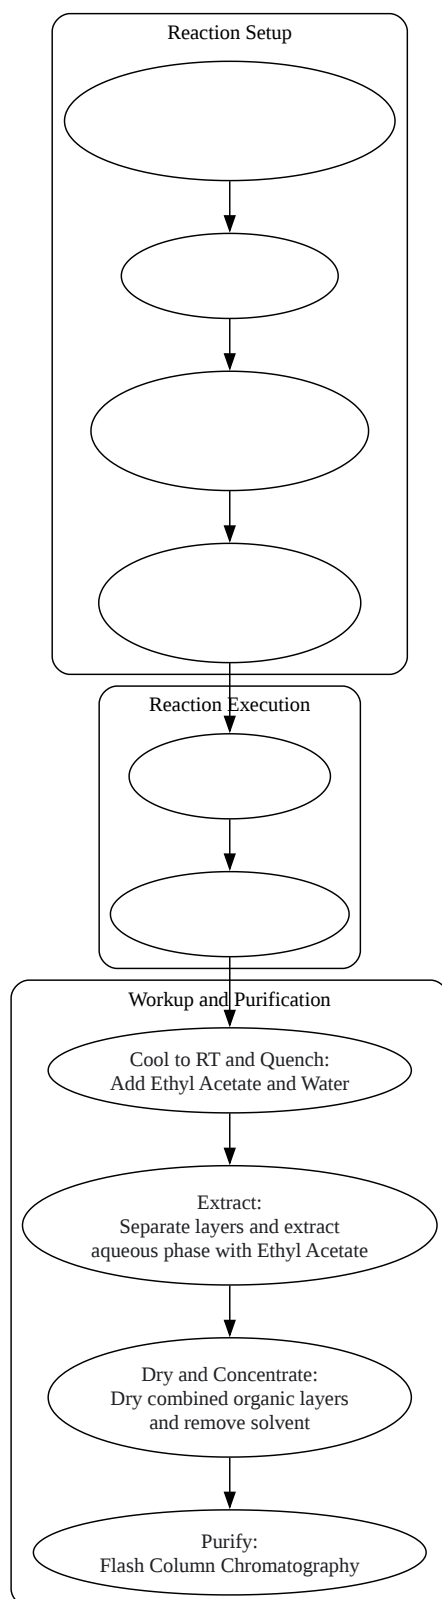 Reaction Setup
Reaction Execution
Workup and Purification
Cool to RT and Quench:
Add Ethyl Acetate and Water
Extract:
Separate layers and extract
aqueous phase with Ethyl Acetate
Dry and Concentrate:
Dry combined organic layers
and remove solvent
Purify:
Flash Column Chromatography